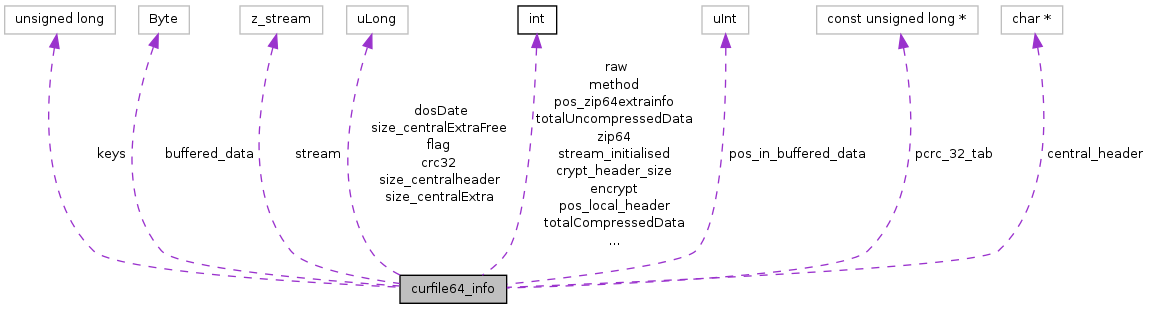 unsigned long
Byte
z_stream
uLong
int
uInt
const unsigned long *
char *
keys
buffered_data
stream
dosDate
size_centralExtraFree
flag
crc32
size_centralheader
size_centralExtra
raw
method
pos_zip64extrainfo
totalUncompressedData
zip64
stream_initialised
crypt_header_size
encrypt
pos_local_header
totalCompressedData
...
pos_in_buffered_data
pcrc_32_tab
central_header
curfile64_info